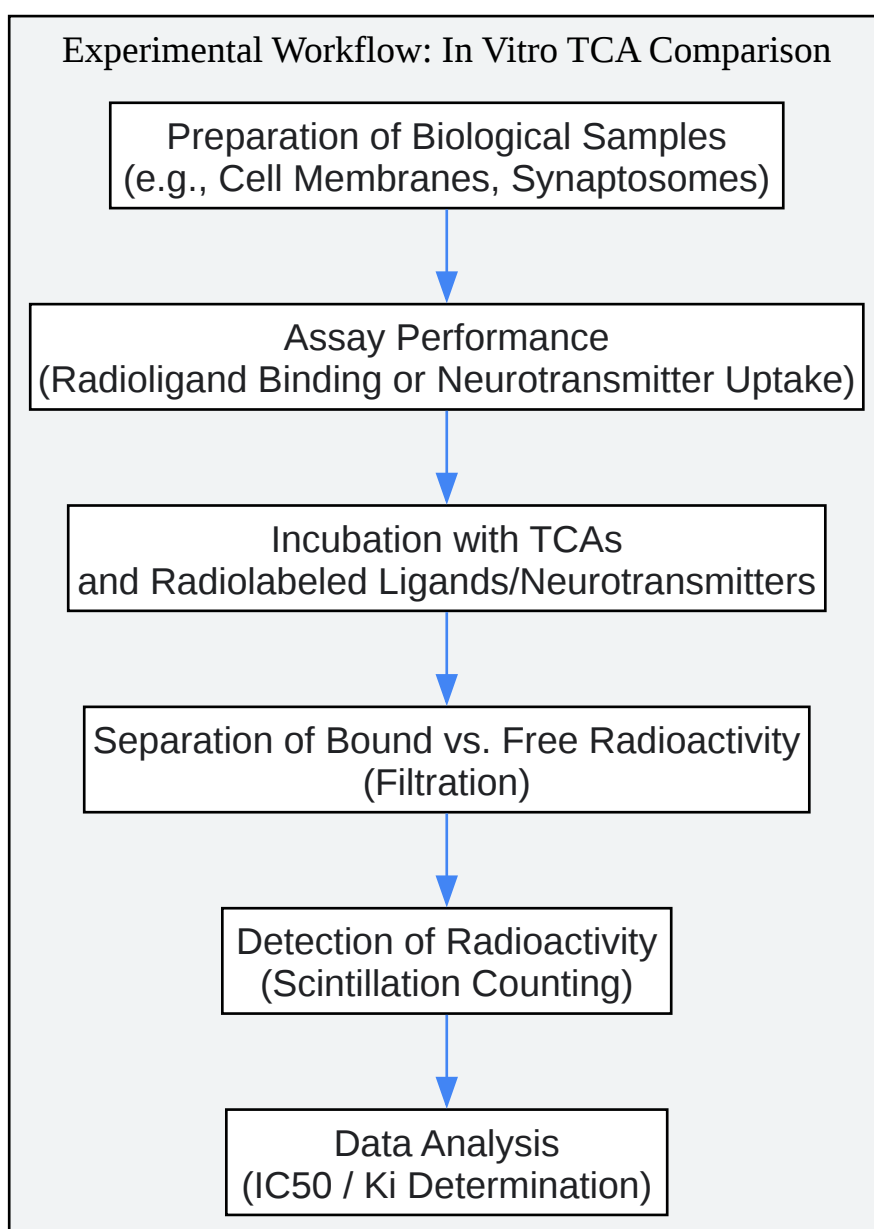 Experimental Workflow: In Vitro TCA Comparison
Preparation of Biological Samples
(e.g., Cell Membranes, Synaptosomes)
Assay Performance
(Radioligand Binding or Neurotransmitter Uptake)
Incubation with TCAs
and Radiolabeled Ligands/Neurotransmitters
Separation of Bound vs. Free Radioactivity
(Filtration)
Detection of Radioactivity
(Scintillation Counting)
Data Analysis
(IC50 / Ki Determination)